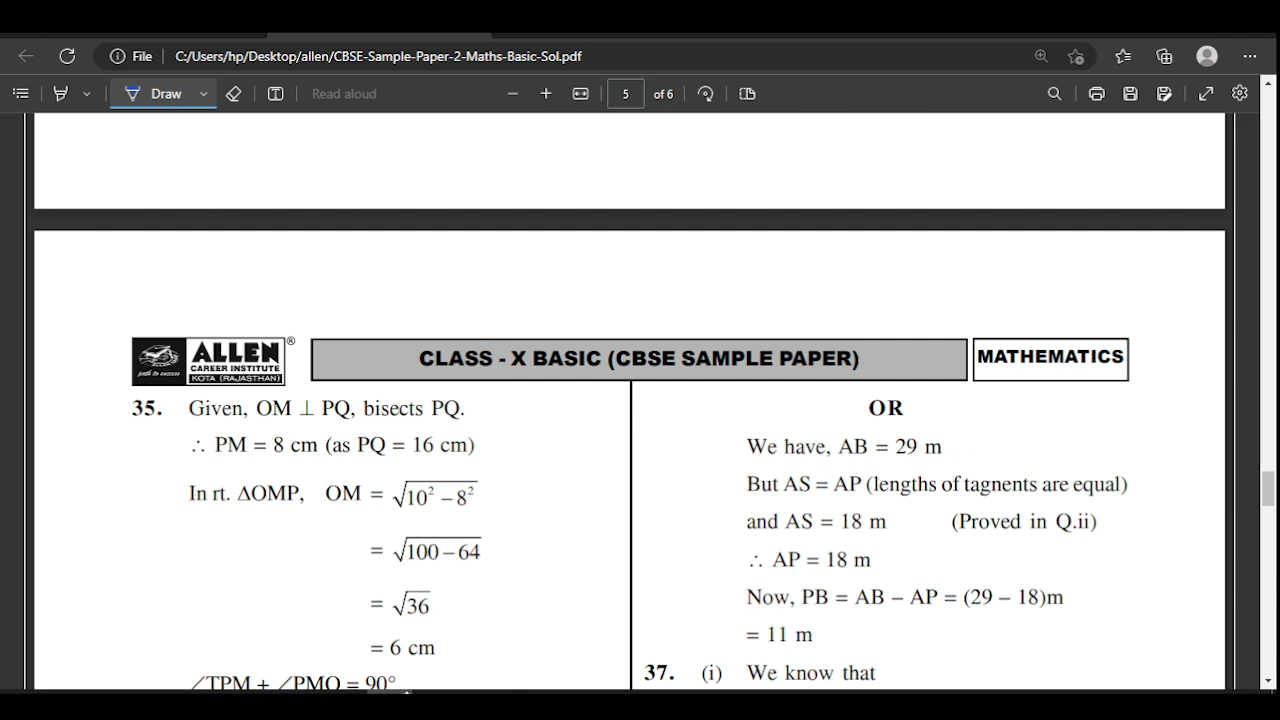 File C:/Users/hp/Desktop/allen/CBSE-Sample-Paper-2-Maths-Basic-Sol.pdf
Draw Read aloud 5 of 6
ALLEN®
CAREER INSTITUTE
KOTA (RAJASTHAN)
CLASS - X BASIC (CBSE SAMPLE PAPER)
MATHEMATICS
35. Given, OM ⊥ PQ, bisects PQ.
∴ PM = 8 cm (as PQ = 16 cm)
In rt. ΔOMP, OM = √(10² – 8²)
= √(100 – 64)
= √36
= 6 cm
∠TPM + ∠PMO = 90°
OR
We have, AB = 29 m
But AS = AP (lengths of tagnents are equal)
and AS = 18 m (Proved in Q.ii)
∴ AP = 18 m
Now, PB = AB – AP = (29 – 18)m
= 11 m
37. (i) We know that